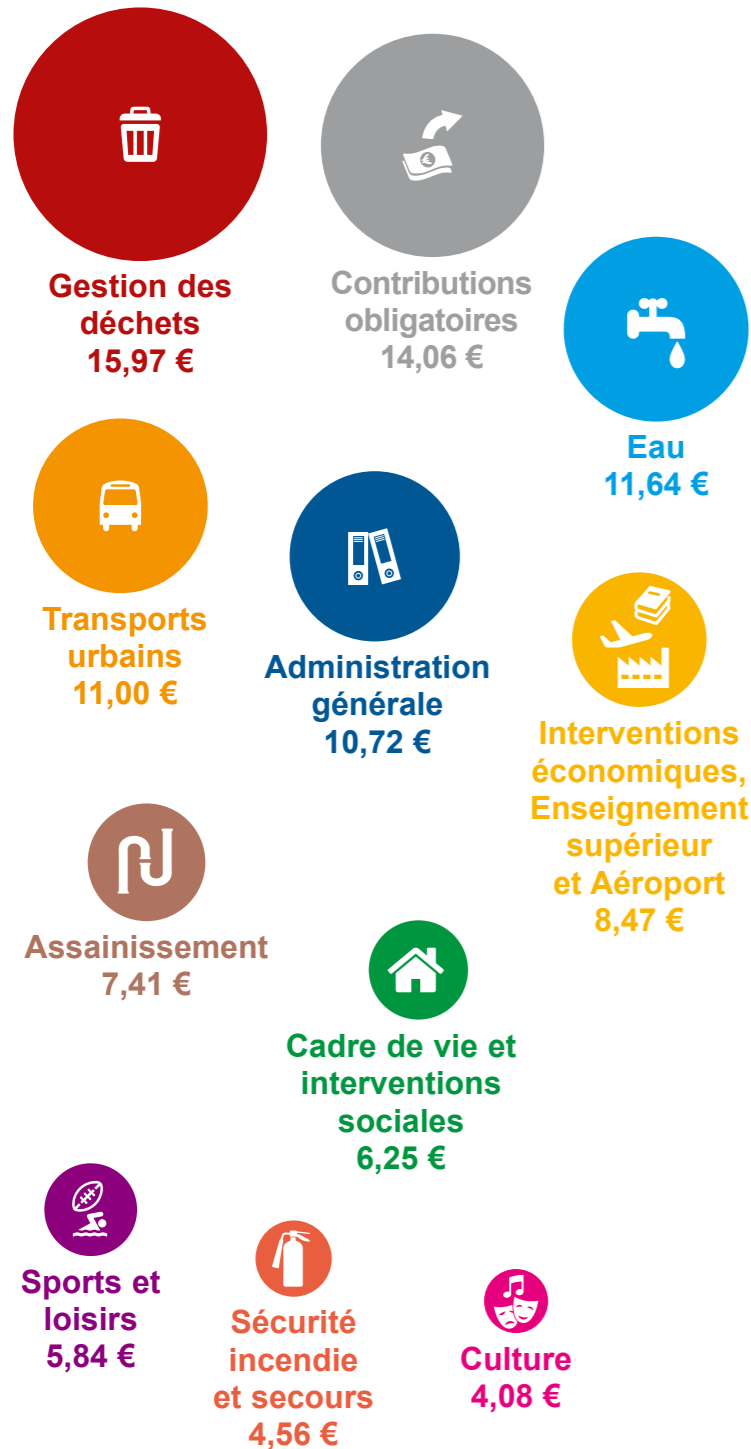 Gestion des
déchets
15,97 €
Contributions
obligatoires
14,06 €
Eau
11,64 €
Transports
urbains
11,00 €
Administration
générale
10,72 €
Interventions
économiques,
Enseignement
supérieur
et Aéroport
8,47 €
Assainissement
7,41 €
Cadre de vie et
interventions
sociales
6,25 €
Sports et
loisirs
5,84 €
Sécurité
incendie
et secours
4,56 €
Culture
4,08 €